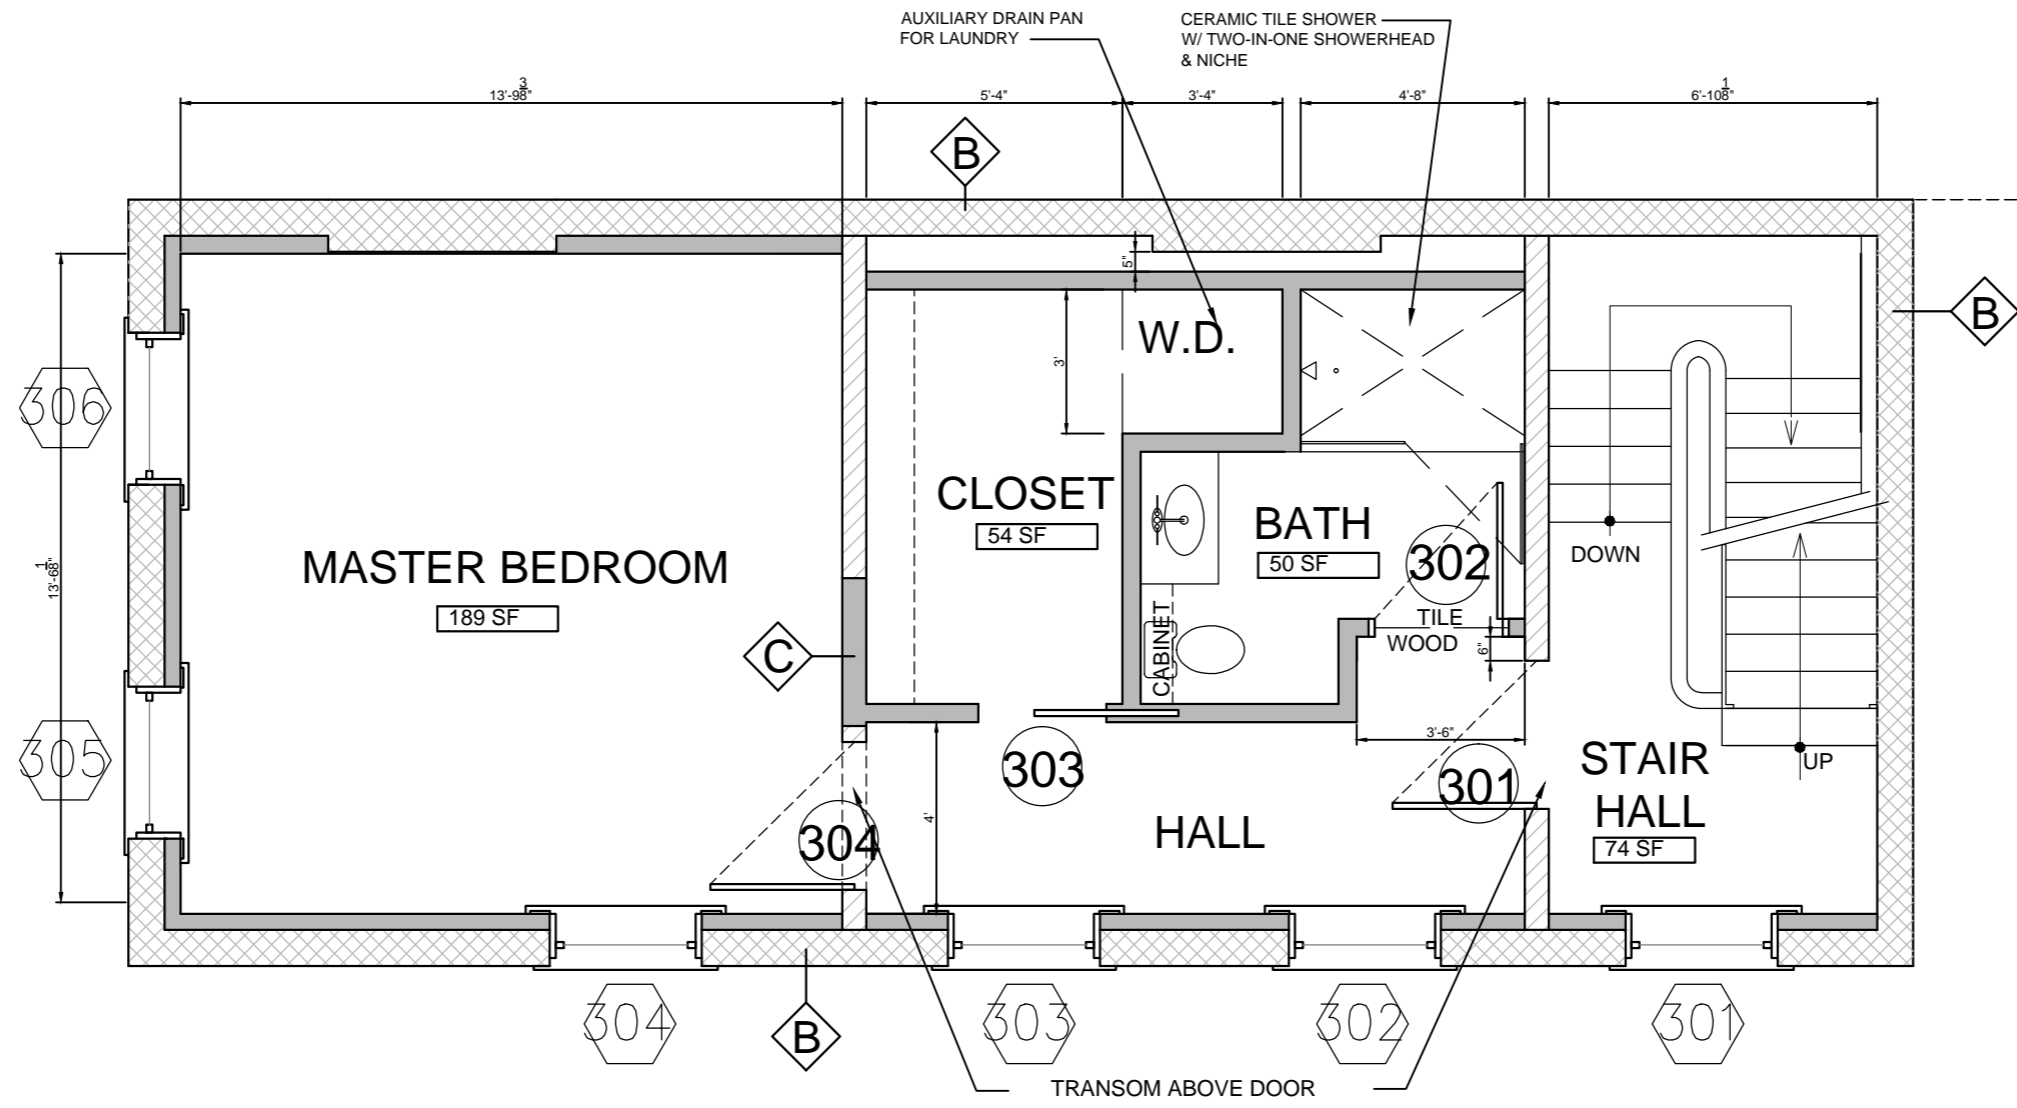 AUXILIARY DRAIN PAN
FOR LAUNDRY
CERAMIC TILE SHOWER
W/ TWO-IN-ONE SHOWERHEAD
& NICHE
13'-9 3/8"
5'-4"
3'-4"
4'-8"
6'-10 1/8"
B
B
5"
W.D.
3'
306
CLOSET
54 SF
BATH
50 SF
302
DOWN
MASTER BEDROOM
189 SF
13'-6 1/8"
TILE
WOOD
6"
CABINET
C
3'-6"
305
303
301
STAIR
HALL
74 SF
UP
304
4'
HALL
304
303
302
301
B
TRANSOM ABOVE DOOR